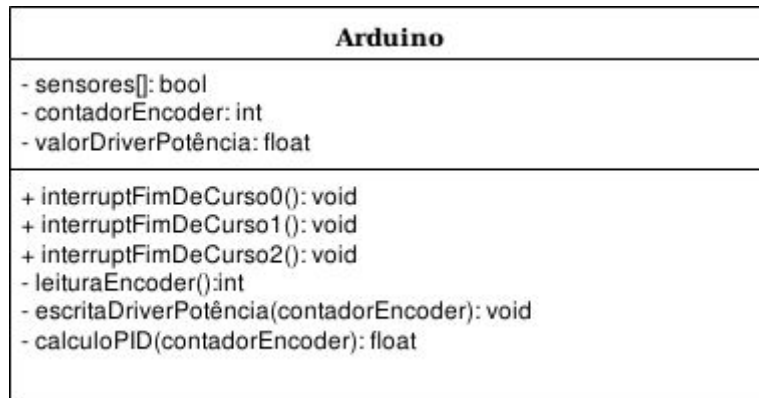 Arduino
- sensores[]: bool
- contadorEncoder: int
- valorDriverPotência: float
+ interruptFimDeCurso0(): void
+ interruptFimDeCurso1(): void
+ interruptFimDeCurso2(): void
- leituraEncoder():int
- escritaDriverPotência(contadorEncoder): void
- calculoPID(contadorEncoder): float